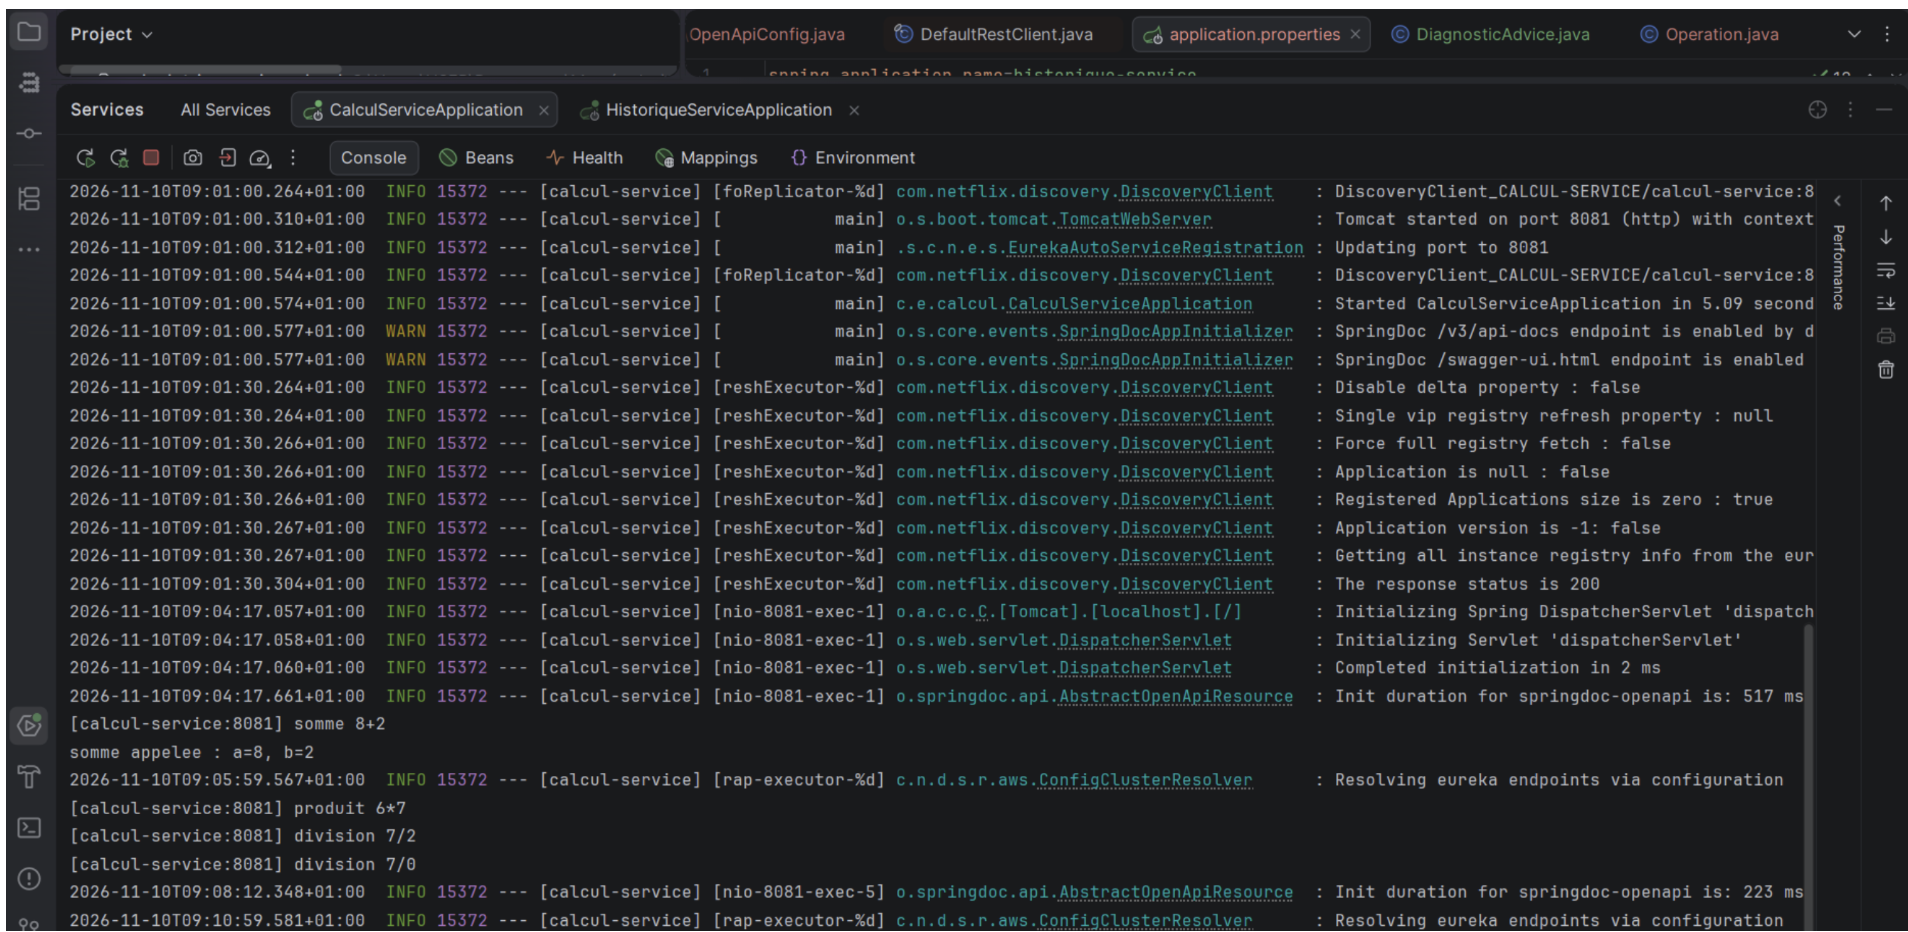 Project
OpenApiConfig.java DefaultRestClient.java application.properties DiagnosticAdvice.java Operation.java
1 spring.application.name=historique-service
Services All Services CalculServiceApplication HistoriqueServiceApplication
Console Beans Health Mappings Environment
2026-11-10T09:01:00.264+01:00 INFO 15372 --- [calcul-service] [foReplicator-%d] com.netflix.discovery.DiscoveryClient : DiscoveryClient_CALCUL-SERVICE/calcul-service:8
2026-11-10T09:01:00.310+01:00 INFO 15372 --- [calcul-service] [ main] o.s.boot.tomcat.TomcatWebServer : Tomcat started on port 8081 (http) with context
2026-11-10T09:01:00.312+01:00 INFO 15372 --- [calcul-service] [ main] .s.c.n.e.s.EurekaAutoServiceRegistration : Updating port to 8081
2026-11-10T09:01:00.544+01:00 INFO 15372 --- [calcul-service] [foReplicator-%d] com.netflix.discovery.DiscoveryClient : DiscoveryClient_CALCUL-SERVICE/calcul-service:8
2026-11-10T09:01:00.574+01:00 INFO 15372 --- [calcul-service] [ main] c.e.calcul.CalculServiceApplication : Started CalculServiceApplication in 5.09 second
2026-11-10T09:01:00.577+01:00 WARN 15372 --- [calcul-service] [ main] o.s.core.events.SpringDocAppInitializer : SpringDoc /v3/api-docs endpoint is enabled by d
2026-11-10T09:01:00.577+01:00 WARN 15372 --- [calcul-service] [ main] o.s.core.events.SpringDocAppInitializer : SpringDoc /swagger-ui.html endpoint is enabled
2026-11-10T09:01:30.264+01:00 INFO 15372 --- [calcul-service] [reshExecutor-%d] com.netflix.discovery.DiscoveryClient : Disable delta property : false
2026-11-10T09:01:30.264+01:00 INFO 15372 --- [calcul-service] [reshExecutor-%d] com.netflix.discovery.DiscoveryClient : Single vip registry refresh property : null
2026-11-10T09:01:30.266+01:00 INFO 15372 --- [calcul-service] [reshExecutor-%d] com.netflix.discovery.DiscoveryClient : Force full registry fetch : false
2026-11-10T09:01:30.266+01:00 INFO 15372 --- [calcul-service] [reshExecutor-%d] com.netflix.discovery.DiscoveryClient : Application is null : false
2026-11-10T09:01:30.266+01:00 INFO 15372 --- [calcul-service] [reshExecutor-%d] com.netflix.discovery.DiscoveryClient : Registered Applications size is zero : true
2026-11-10T09:01:30.267+01:00 INFO 15372 --- [calcul-service] [reshExecutor-%d] com.netflix.discovery.DiscoveryClient : Application version is -1: false
2026-11-10T09:01:30.267+01:00 INFO 15372 --- [calcul-service] [reshExecutor-%d] com.netflix.discovery.DiscoveryClient : Getting all instance registry info from the eur
2026-11-10T09:01:30.304+01:00 INFO 15372 --- [calcul-service] [reshExecutor-%d] com.netflix.discovery.DiscoveryClient : The response status is 200
2026-11-10T09:04:17.057+01:00 INFO 15372 --- [calcul-service] [nio-8081-exec-1] o.a.c.c.C.[Tomcat].[localhost].[/] : Initializing Spring DispatcherServlet 'dispatch
2026-11-10T09:04:17.058+01:00 INFO 15372 --- [calcul-service] [nio-8081-exec-1] o.s.web.servlet.DispatcherServlet : Initializing Servlet 'dispatcherServlet'
2026-11-10T09:04:17.060+01:00 INFO 15372 --- [calcul-service] [nio-8081-exec-1] o.s.web.servlet.DispatcherServlet : Completed initialization in 2 ms
2026-11-10T09:04:17.661+01:00 INFO 15372 --- [calcul-service] [nio-8081-exec-1] o.springdoc.api.AbstractOpenApiResource : Init duration for springdoc-openapi is: 517 ms
[calcul-service:8081] somme 8+2
somme appelee : a=8, b=2
2026-11-10T09:05:59.567+01:00 INFO 15372 --- [calcul-service] [rap-executor-%d] c.n.d.s.r.aws.ConfigClusterResolver : Resolving eureka endpoints via configuration
[calcul-service:8081] produit 6*7
[calcul-service:8081] division 7/2
[calcul-service:8081] division 7/0
2026-11-10T09:08:12.348+01:00 INFO 15372 --- [calcul-service] [nio-8081-exec-5] o.springdoc.api.AbstractOpenApiResource : Init duration for springdoc-openapi is: 223 ms
2026-11-10T09:10:59.581+01:00 INFO 15372 --- [calcul-service] [rap-executor-%d] c.n.d.s.r.aws.ConfigClusterResolver : Resolving eureka endpoints via configuration
Performance